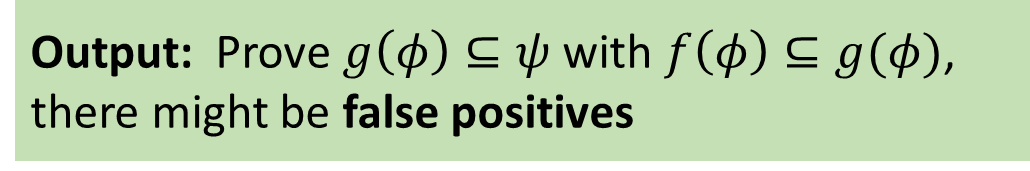 Output: Prove g(ϕ) ⊆ ψ with f(ϕ) ⊆ g(ϕ),
there might be false positives